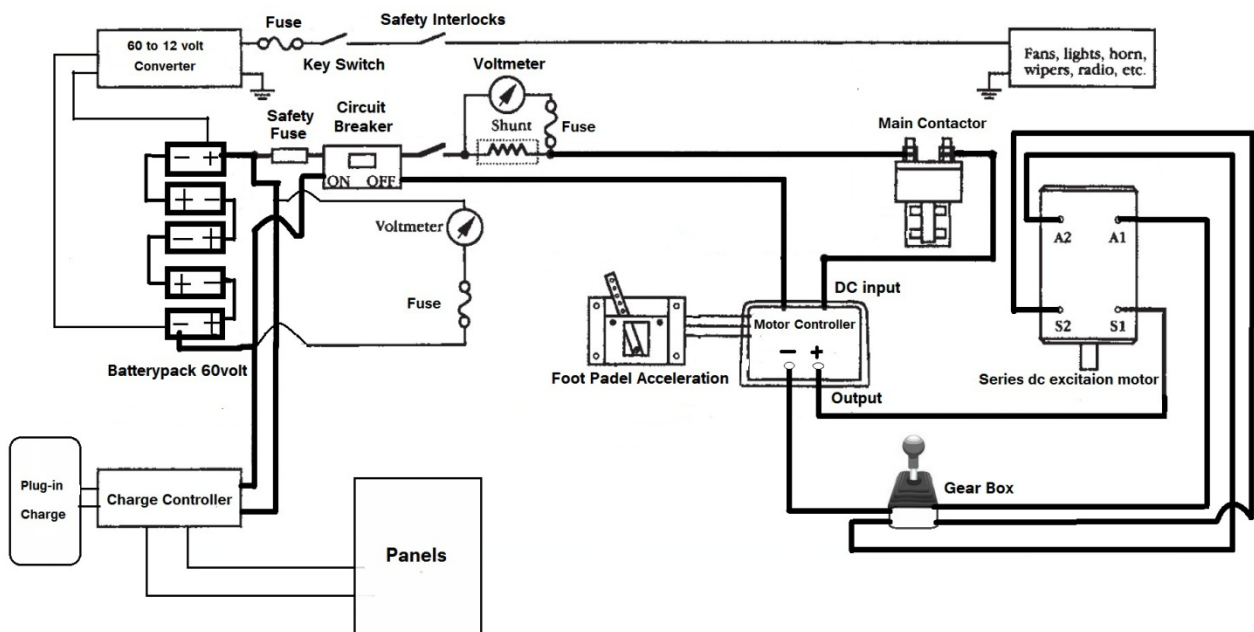 Fuse
Safety Interlocks
60 to 12 volt
Converter
Key Switch
Fans, lights, horn,
wipers, radio, etc.
Voltmeter
Safety
Fuse
Circuit
Breaker
Shunt
Fuse
Main Contactor
- +
ON OFF
+ -
- +
+ -
- +
Voltmeter
Fuse
A2 A1
S2 S1
DC input
Motor Controller
- +
Output
Foot Padel Acceleration
Series dc excitaion motor
Batterypack 60volt
Gear Box
Plug-in
Charge
Charge Controller
Panels